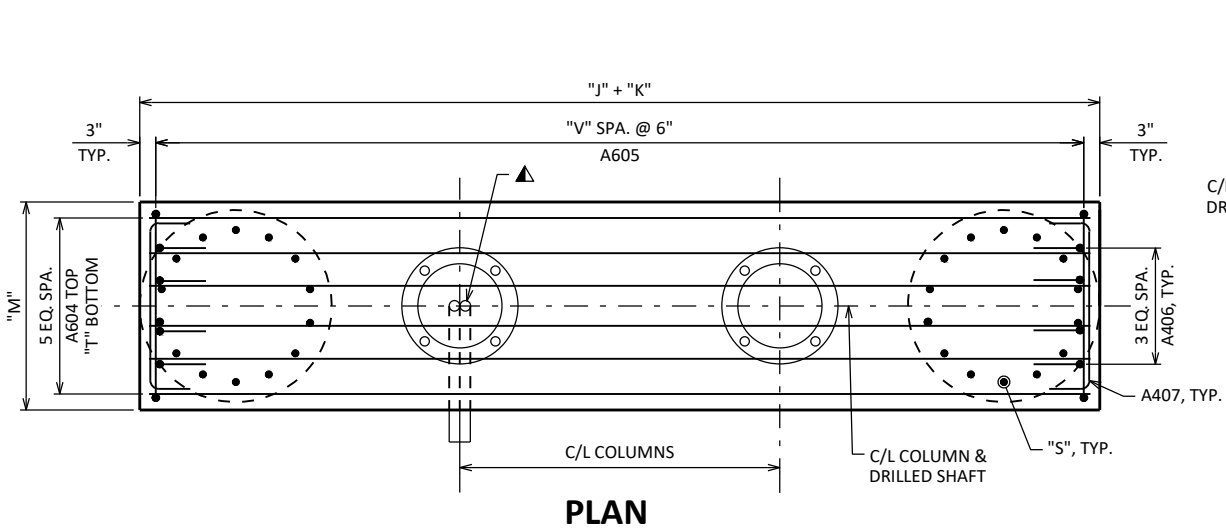 "J" + "K"
3"
TYP.
"V" SPA. @ 6"
A605
3"
TYP.
C/L
DR
"M"
5 EQ. SPA.
A604 TOP
"T" BOTTOM
3 EQ. SPA.
A406, TYP.
A407, TYP.
"S", TYP.
C/L COLUMNS
C/L COLUMN &
DRILLED SHAFT
PLAN